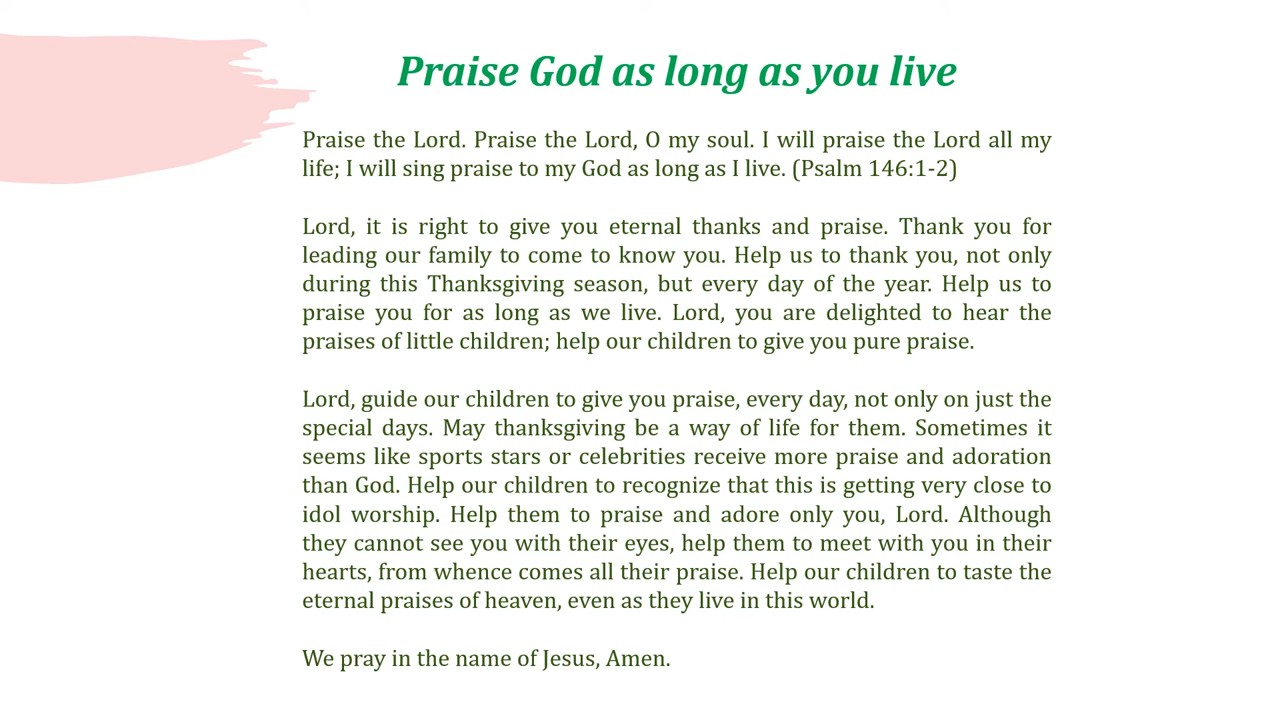 Praise God as long as you live
Praise the Lord. Praise the Lord, O my soul. I will praise the Lord all my
life; I will sing praise to my God as long as I live. (Psalm 146:1-2)
Lord, it is right to give you eternal thanks and praise. Thank you for
leading our family to come to know you. Help us to thank you, not only
during this Thanksgiving season, but every day of the year. Help us to
praise you for as long as we live. Lord, you are delighted to hear the
praises of little children; help our children to give you pure praise.
Lord, guide our children to give you praise, every day, not only on just the
special days. May thanksgiving be a way of life for them. Sometimes it
seems like sports stars or celebrities receive more praise and adoration
than God. Help our children to recognize that this is getting very close to
idol worship. Help them to praise and adore only you, Lord. Although
they cannot see you with their eyes, help them to meet with you in their
hearts, from whence comes all their praise. Help our children to taste the
eternal praises of heaven, even as they live in this world.
We pray in the name of Jesus, Amen.